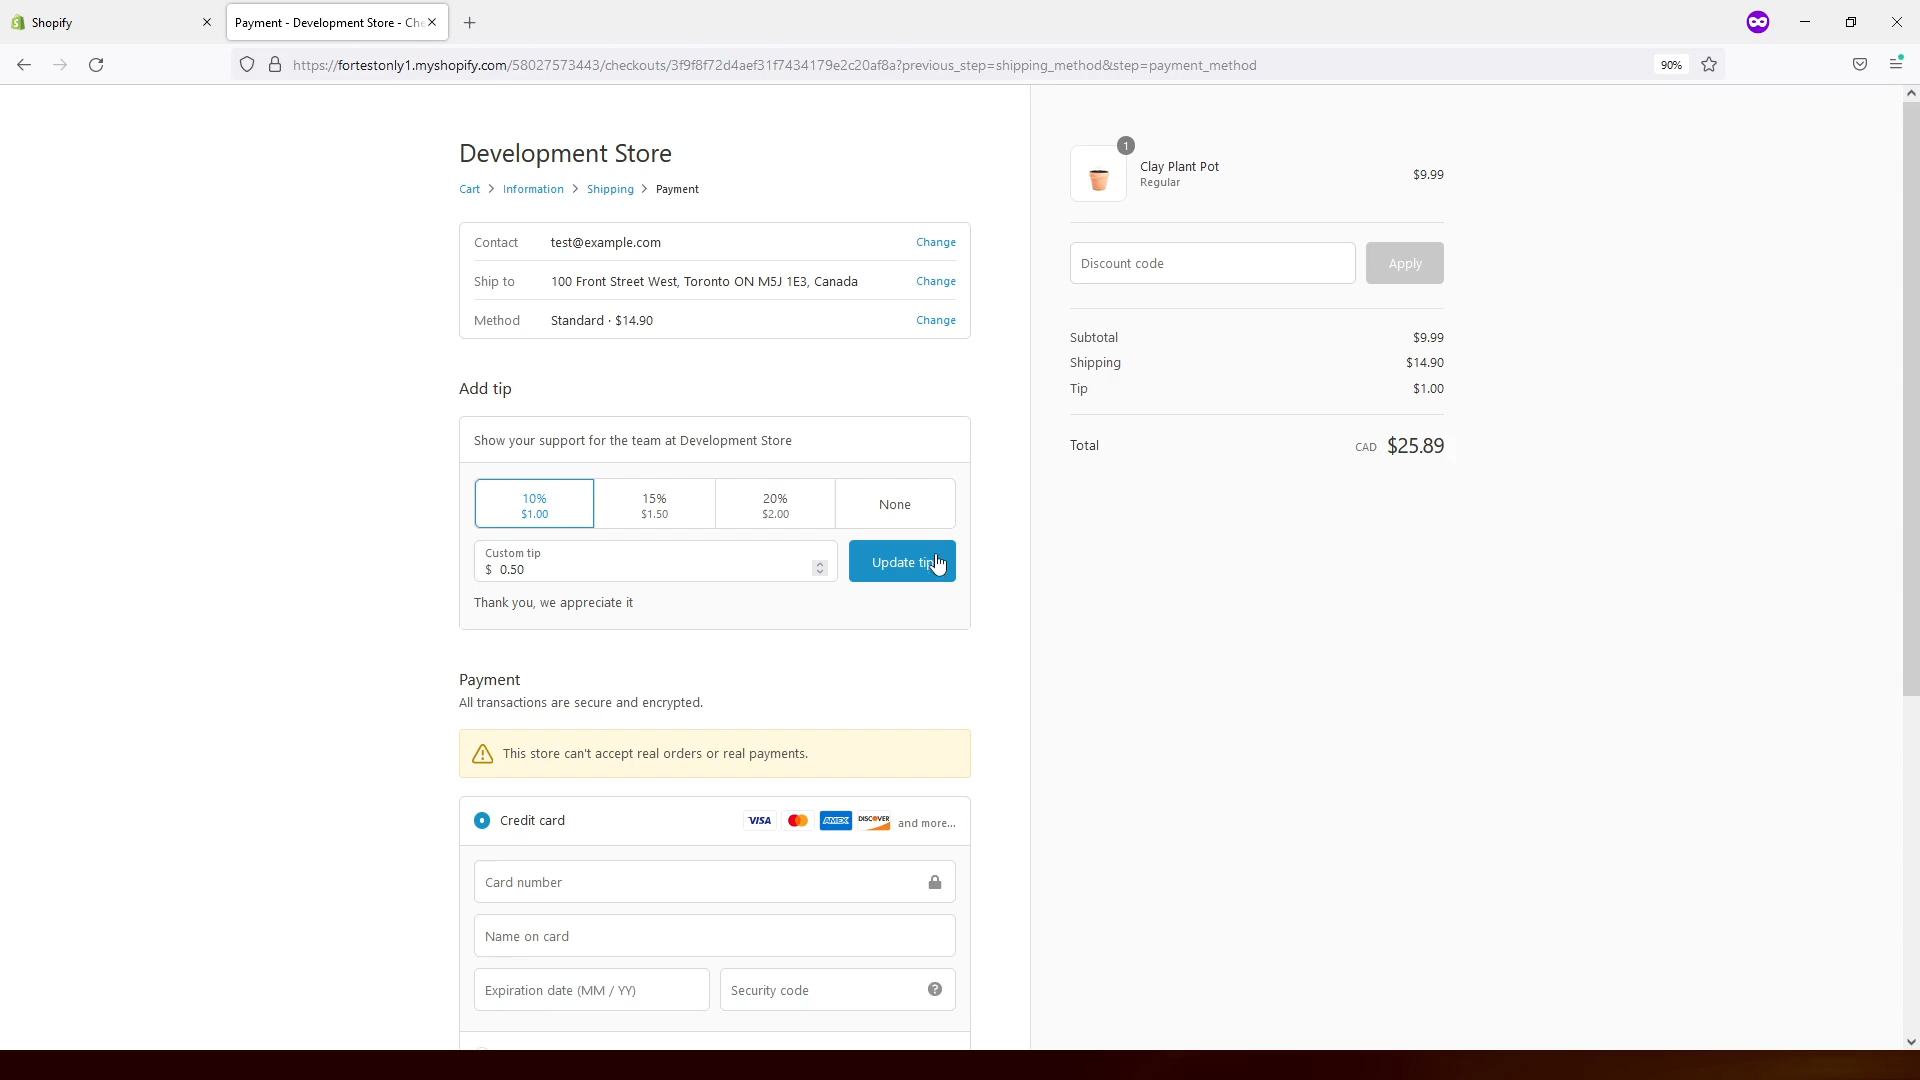 Shopify
Payment - Development Store - Che
https://fortestonly1.myshopify.com/58027573443/checkouts/3f9f8f72d4aef31f7434179e2c20af8a?previous_step=shipping_method&step=payment_method
90%
Development Store
Cart > Information > Shipping > Payment
Contact test@example.com Change
Ship to 100 Front Street West, Toronto ON M5J 1E3, Canada Change
Method Standard · $14.90 Change
Add tip
Show your support for the team at Development Store
10% 15% 20% None
$1.00 $1.50 $2.00
Custom tip
$ 0.50
Update tip
Thank you, we appreciate it
Payment
All transactions are secure and encrypted.
This store can't accept real orders or real payments.
Credit card VISA AMEX DISCOVER and more...
Card number
Name on card
Expiration date (MM / YY) Security code
1
Clay Plant Pot $9.99
Regular
Discount code Apply
Subtotal $9.99
Shipping $14.90
Tip $1.00
Total CAD $25.89